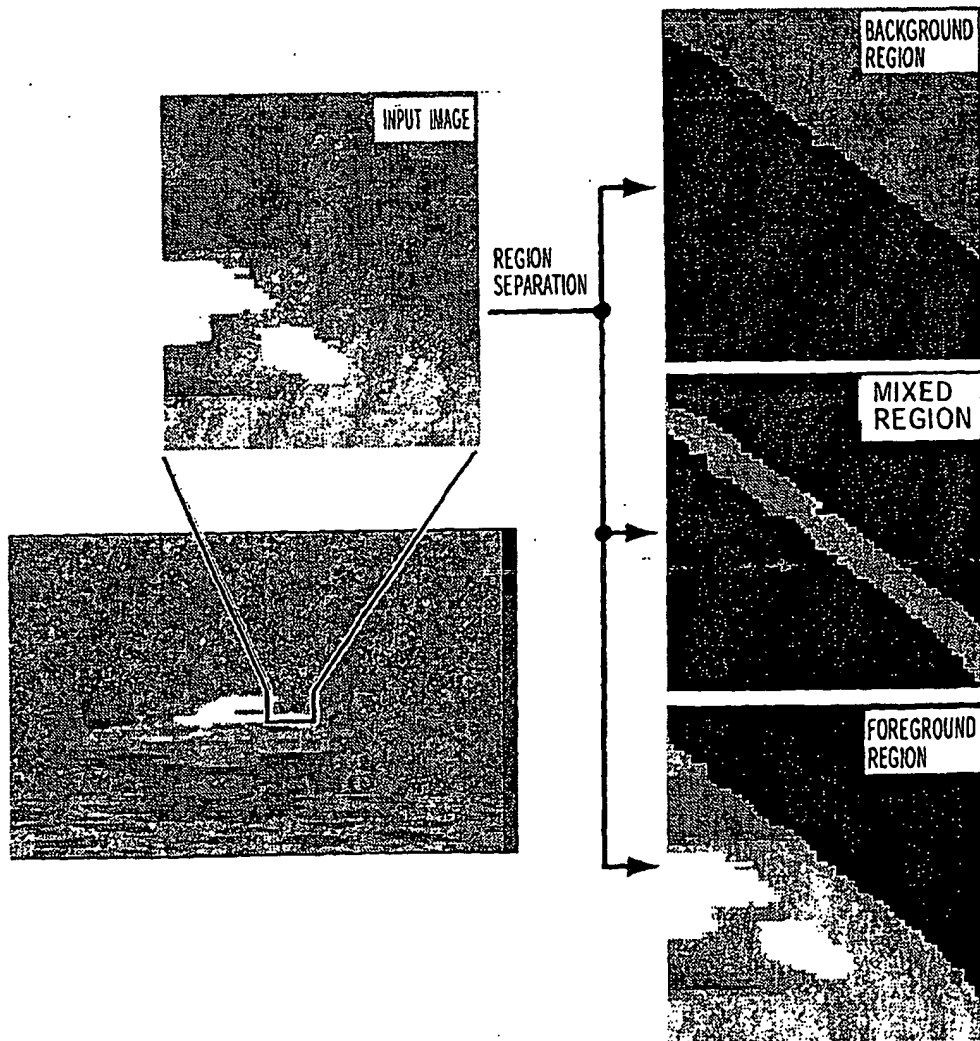 INPUT IMAGE
REGION
SEPARATION
BACKGROUND
REGION
MIXED
REGION
FOREGROUND
REGION